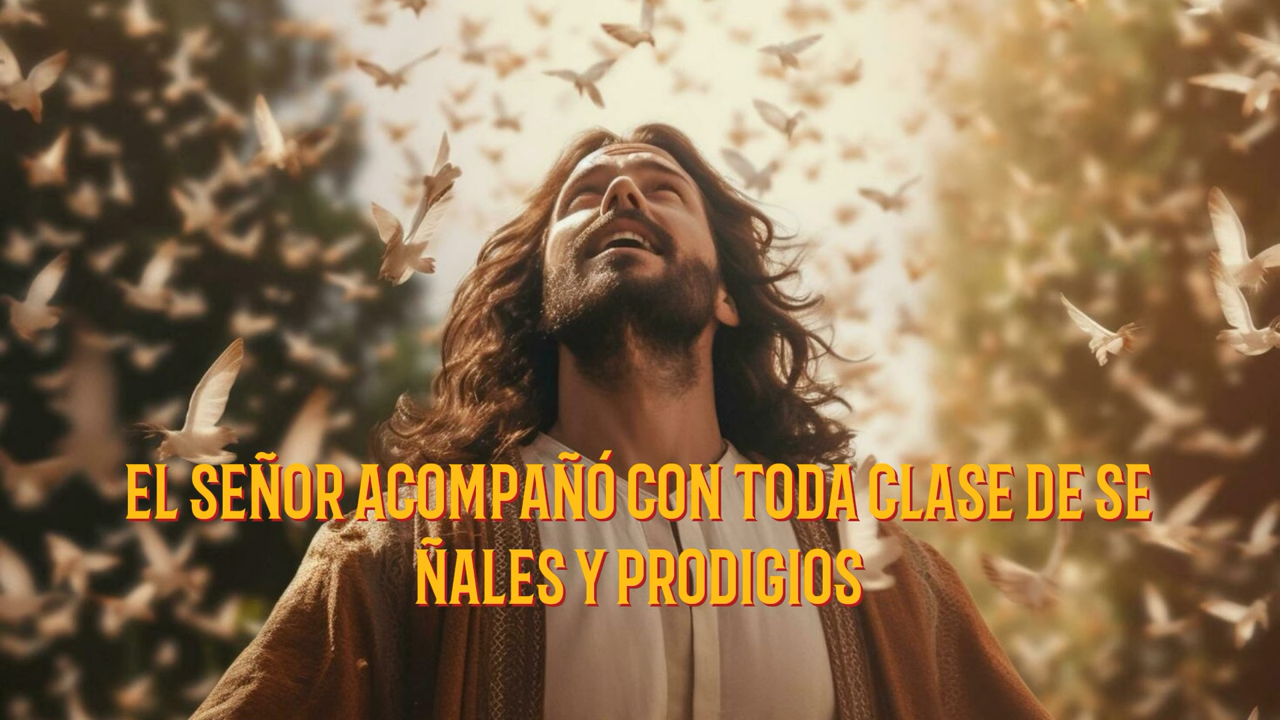 EL SEÑOR ACOMPAÑÓ CON TODA CLASE DE SE
ÑALES Y PRODIGIOS